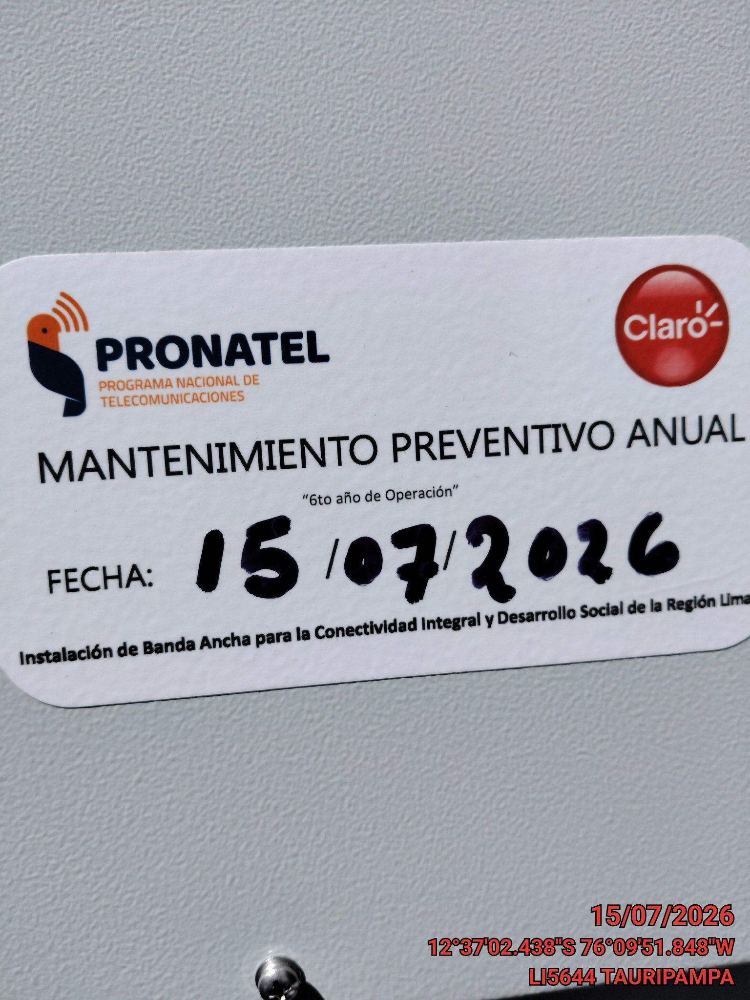 PRONATEL
PROGRAMA NACIONAL DE
TELECOMUNICACIONES
Claro
MANTENIMIENTO PREVENTIVO ANUAL
“6to año de Operación”
FECHA: 15/07/2026
Instalación de Banda Ancha para la Conectividad Integral y Desarrollo Social de la Región Lima
15/07/2026
12°37'02.438"S 76°09'51.848"W
LI5644 TAURIPAMPA